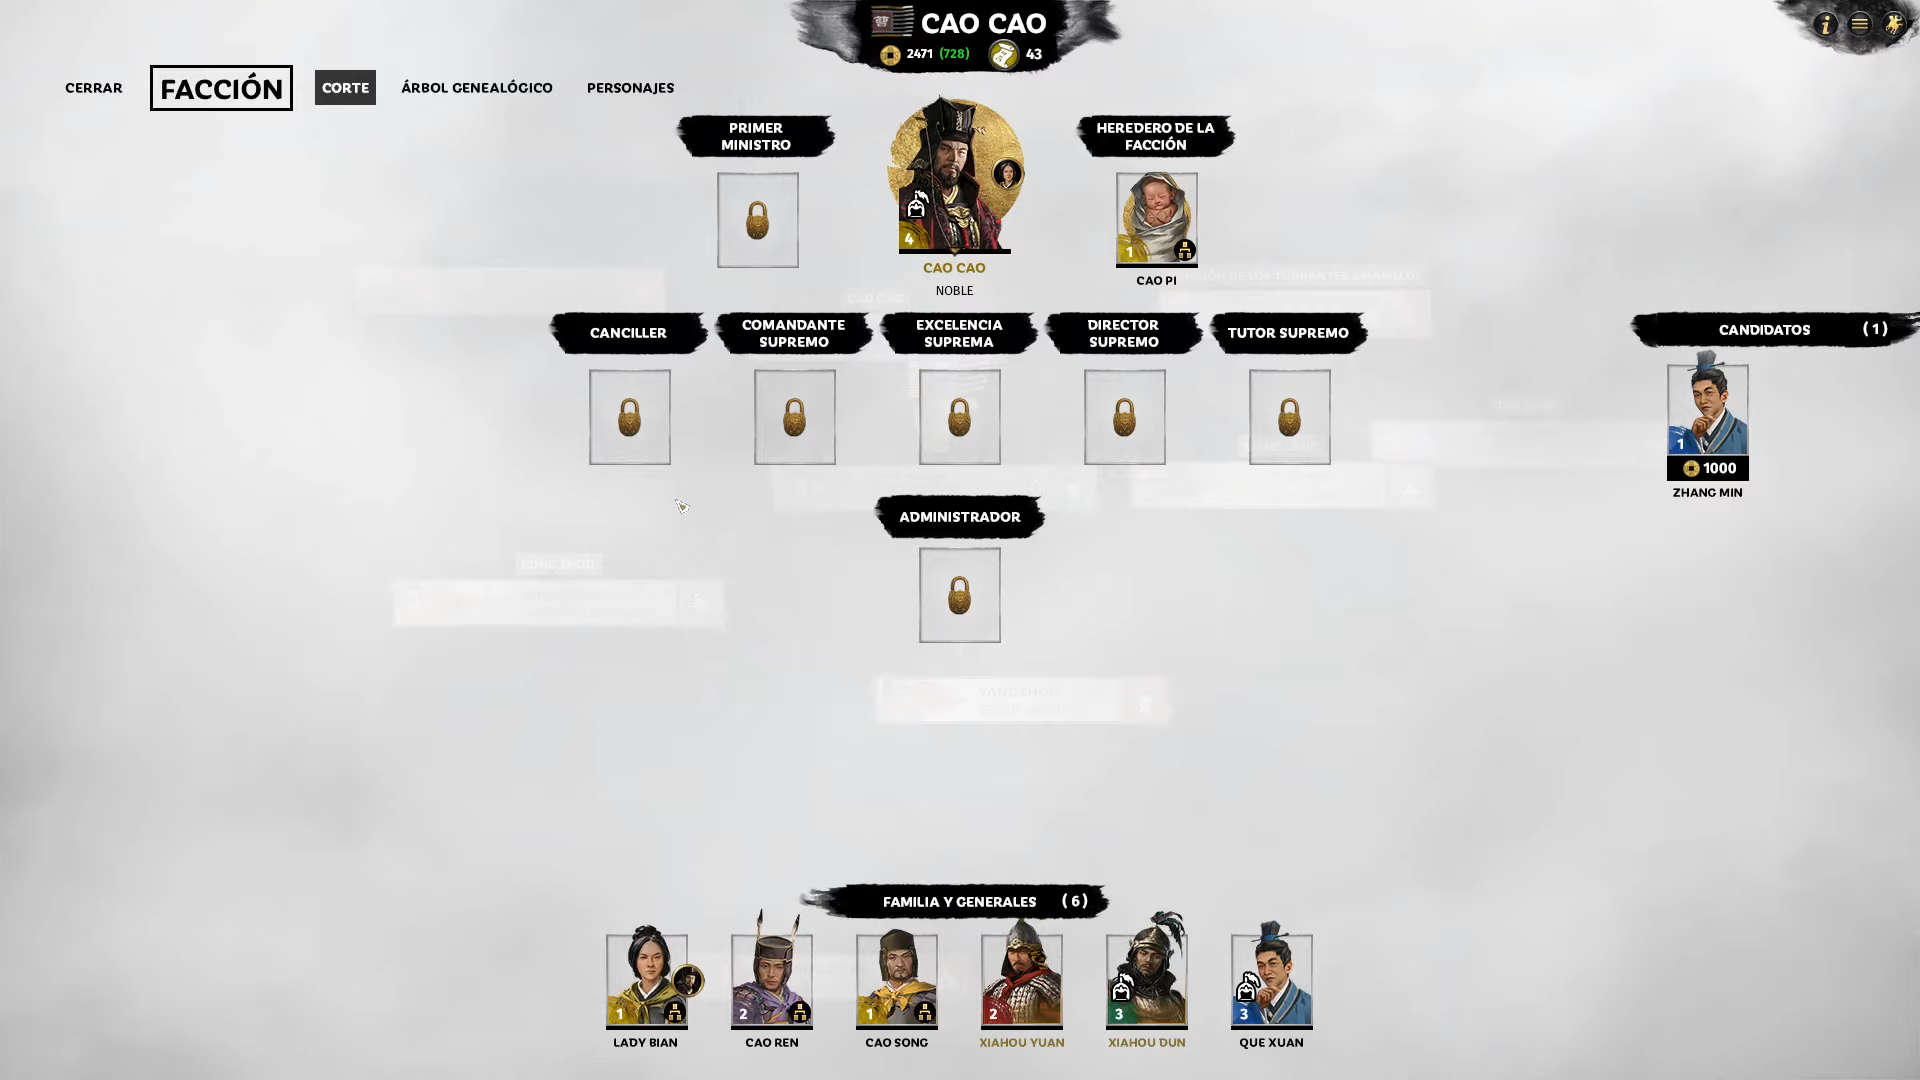 CAO CAO
2471 (728) 43
CERRAR FACCIÓN CORTE ÁRBOL GENEALÓGICO PERSONAJES
PRIMER
MINISTRO
HEREDERO DE LA
FACCIÓN
4
1
CAO CAO
NOBLE
CAO PI
CANCILLER
COMANDANTE
SUPREMO
EXCELENCIA
SUPREMA
DIRECTOR
SUPREMO
TUTOR SUPREMO
CANDIDATOS (1)
1
1000
ZHANG MIN
ADMINISTRADOR
FAMILIA Y GENERALES (6)
1 2 1 2 3 3
LADY BIAN CAO REN CAO SONG XIAHOU YUAN XIAHOU DUN QUE XUAN